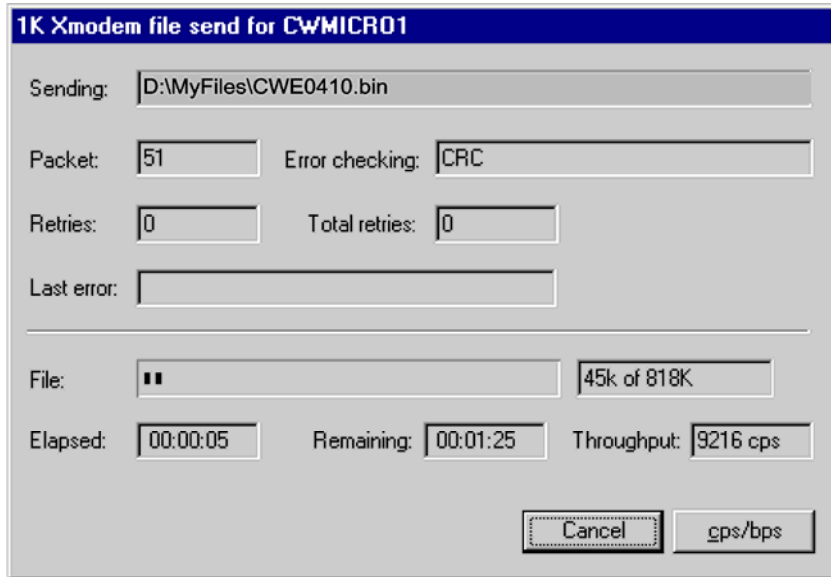 1K Xmodem file send for CWMICRO1
Sending: D:\MyFiles\CWE0410.bin
Packet: 51 Error checking: CRC
Retries: 0 Total retries: 0
Last error:
File: 45k of 818K
Elapsed: 00:00:05 Remaining: 00:01:25 Throughput: 9216 cps
Cancel cps/bps